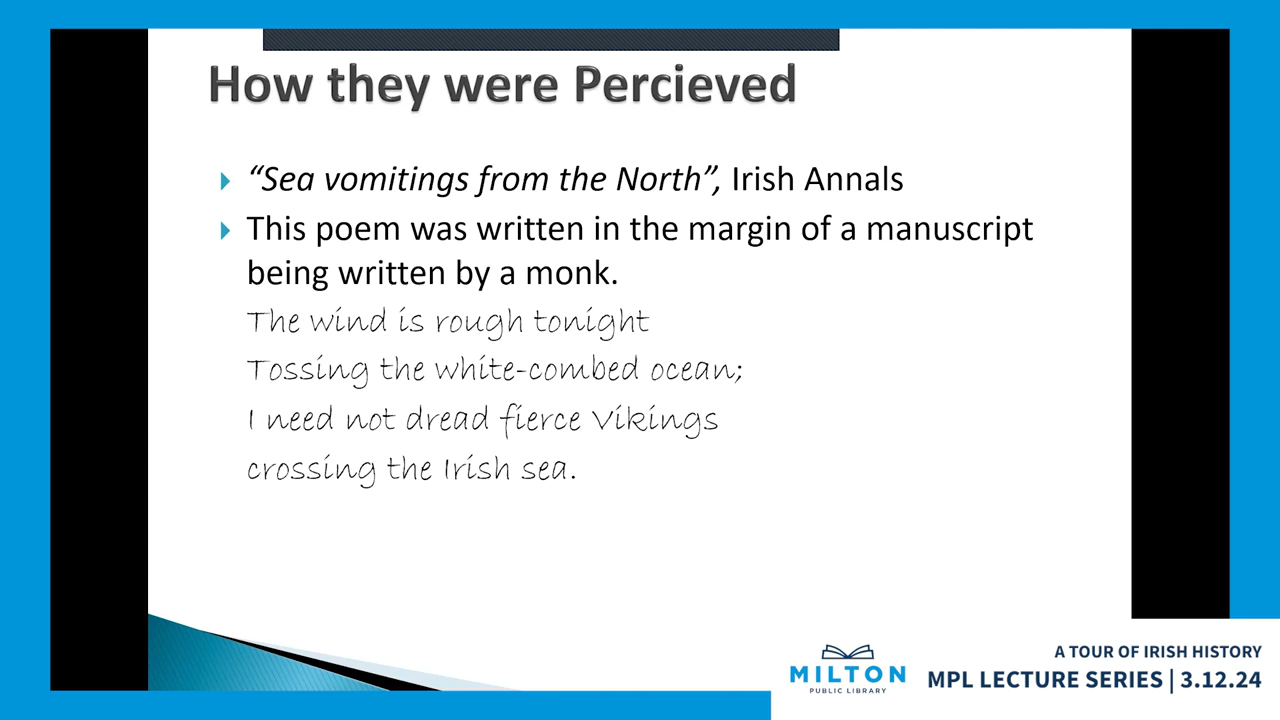 How they were Percieved
“Sea vomitings from the North”, Irish Annals
This poem was written in the margin of a manuscript
being written by a monk.
The wind is rough tonight
Tossing the white-combed ocean;
I need not dread fierce Vikings
crossing the Irish sea.
MILTON
PUBLIC LIBRARY
A TOUR OF IRISH HISTORY
MPL LECTURE SERIES | 3.12.24